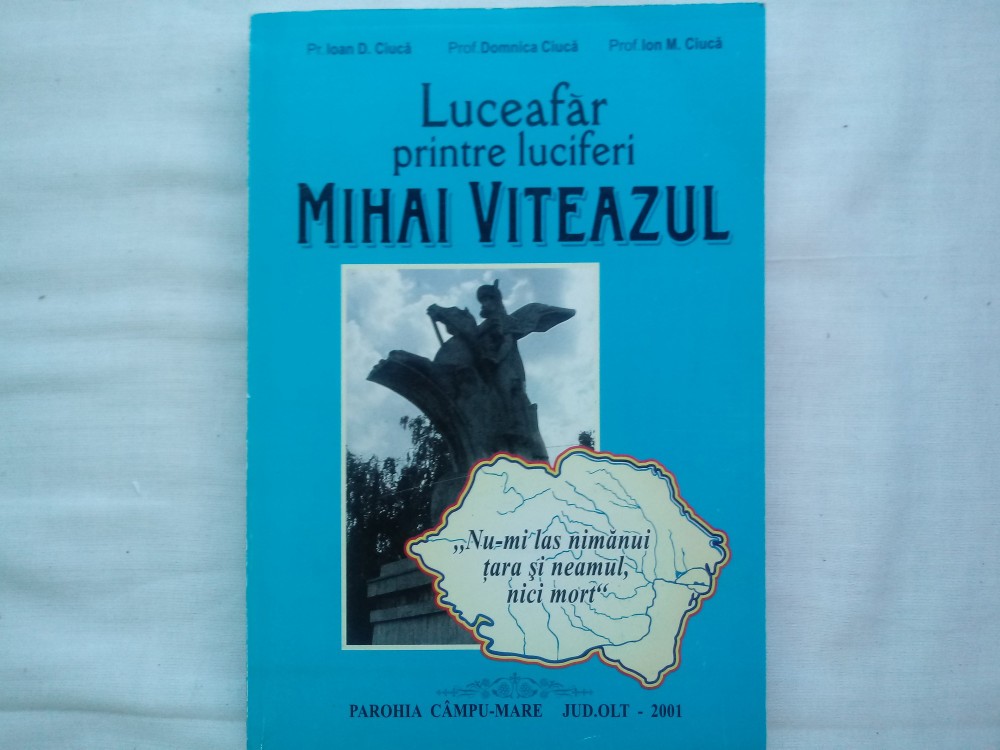 Pr. Ioan D. Ciucă Prof. Domnica Ciucă Prof. Ion M. Ciucă
Luceafăr
printre luciferi
MIHAI VITEAZUL
„Nu-mi las nimănui
țara şi neamul,
nici mort“
PAROHIA CÂMPU-MARE JUD.OLT - 2001